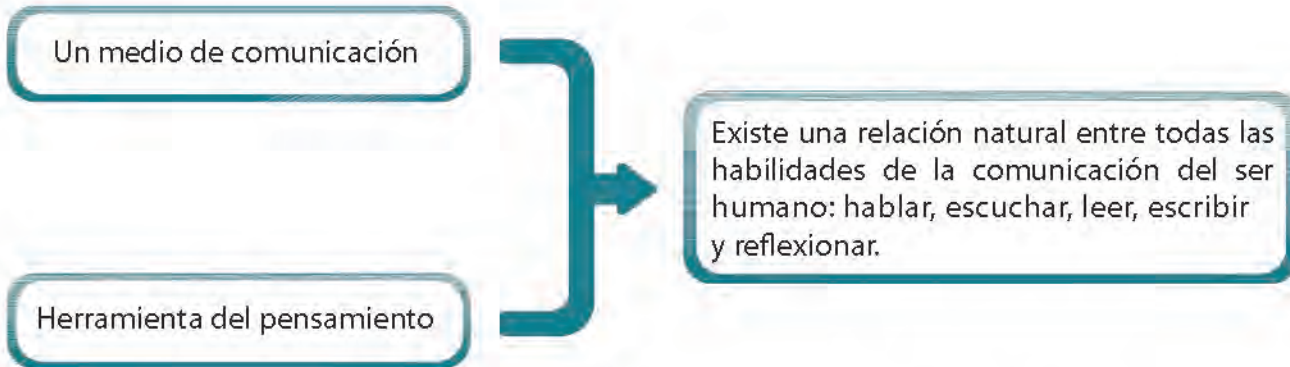 Un medio de comunicación
Herramienta del pensamiento
Existe una relación natural entre todas las
habilidades de la comunicación del ser
humano: hablar, escuchar, leer, escribir
y reflexionar.